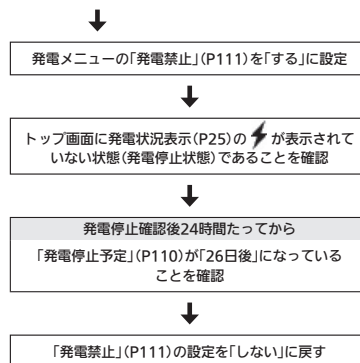 発電メニューの「発電禁止」(P111)を「する」に設定
トップ画面に発電状況表示(P25)の が表示されて
いない状態(発電停止状態)であることを確認
発電停止確認後24時間たってから
「発電停止予定」(P110)が「26日後」になっている
ことを確認
「発電禁止」(P111)の設定を「しない」に戻す